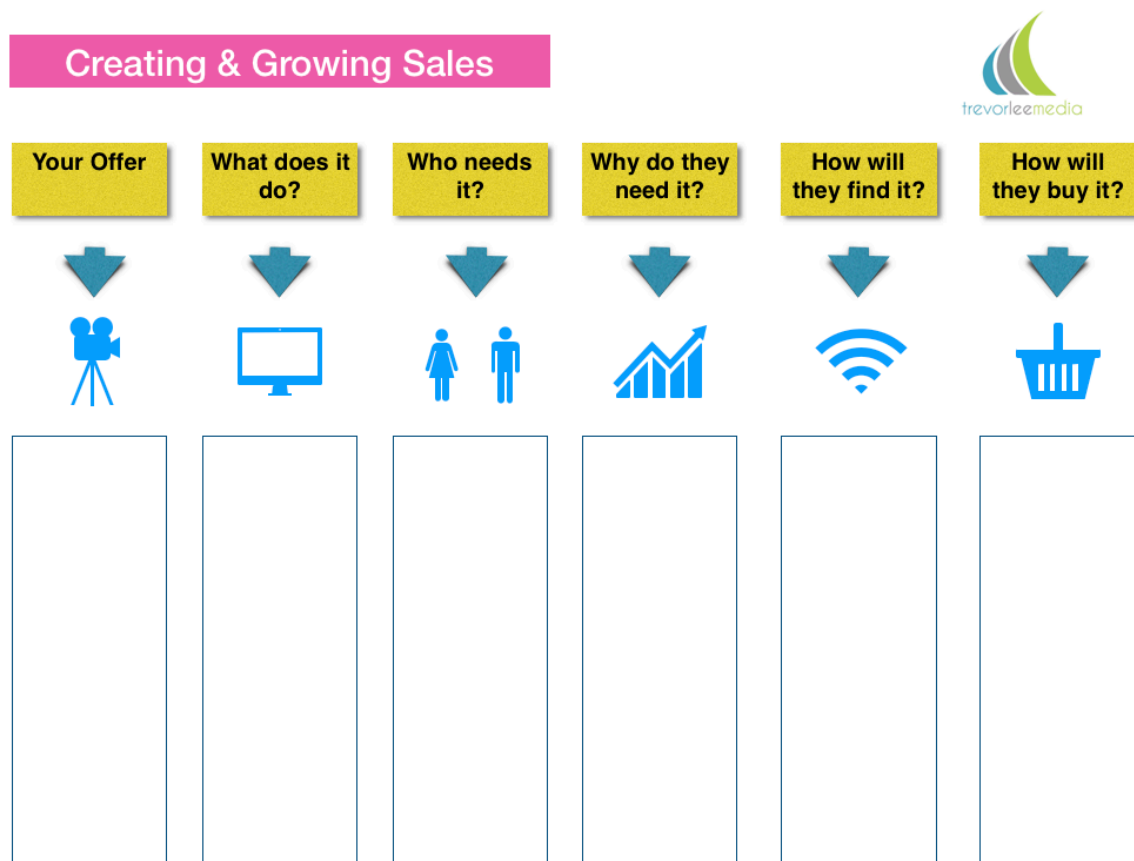 Creating & Growing Sales
trevorleemedia
Your Offer
What does it
do?
Who needs
it?
Why do they
need it?
How will
they find it?
How will
they buy it?